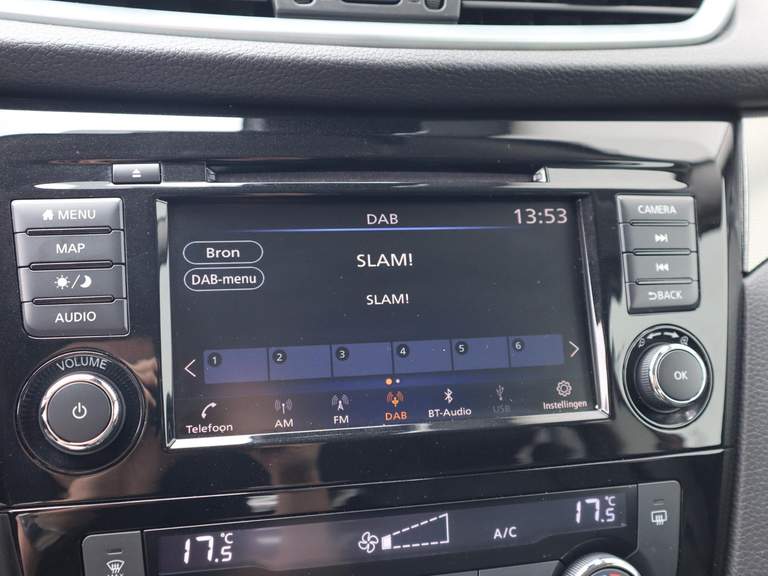 MENU
MAP
AUDIO
VOLUME
DAB
13:53
Bron
DAB-menu
SLAM!
SLAM!
1 2 3 4 5 6
Telefoon
AM
FM
DAB
BT-Audio
USB
Instellingen
CAMERA
BACK
OK
17.5°C
A/C
17.5°C
MAX